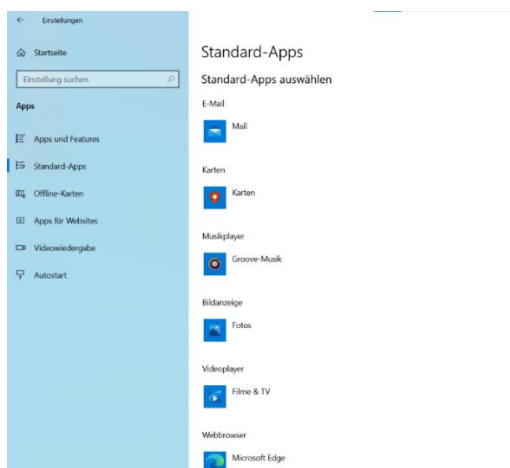 Einstellungen
Startseite
Einstellung suchen
Apps
Apps und Features
Standard-Apps
Offline-Karten
Apps für Websites
Videowiedergabe
Autostart
Standard-Apps
Standard-Apps auswählen
E-Mail
Mail
Karten
Karten
Musikplayer
Groove-Musik
Bildanzeige
Fotos
Videoplayer
Filme & TV
Webbrowser
Microsoft Edge